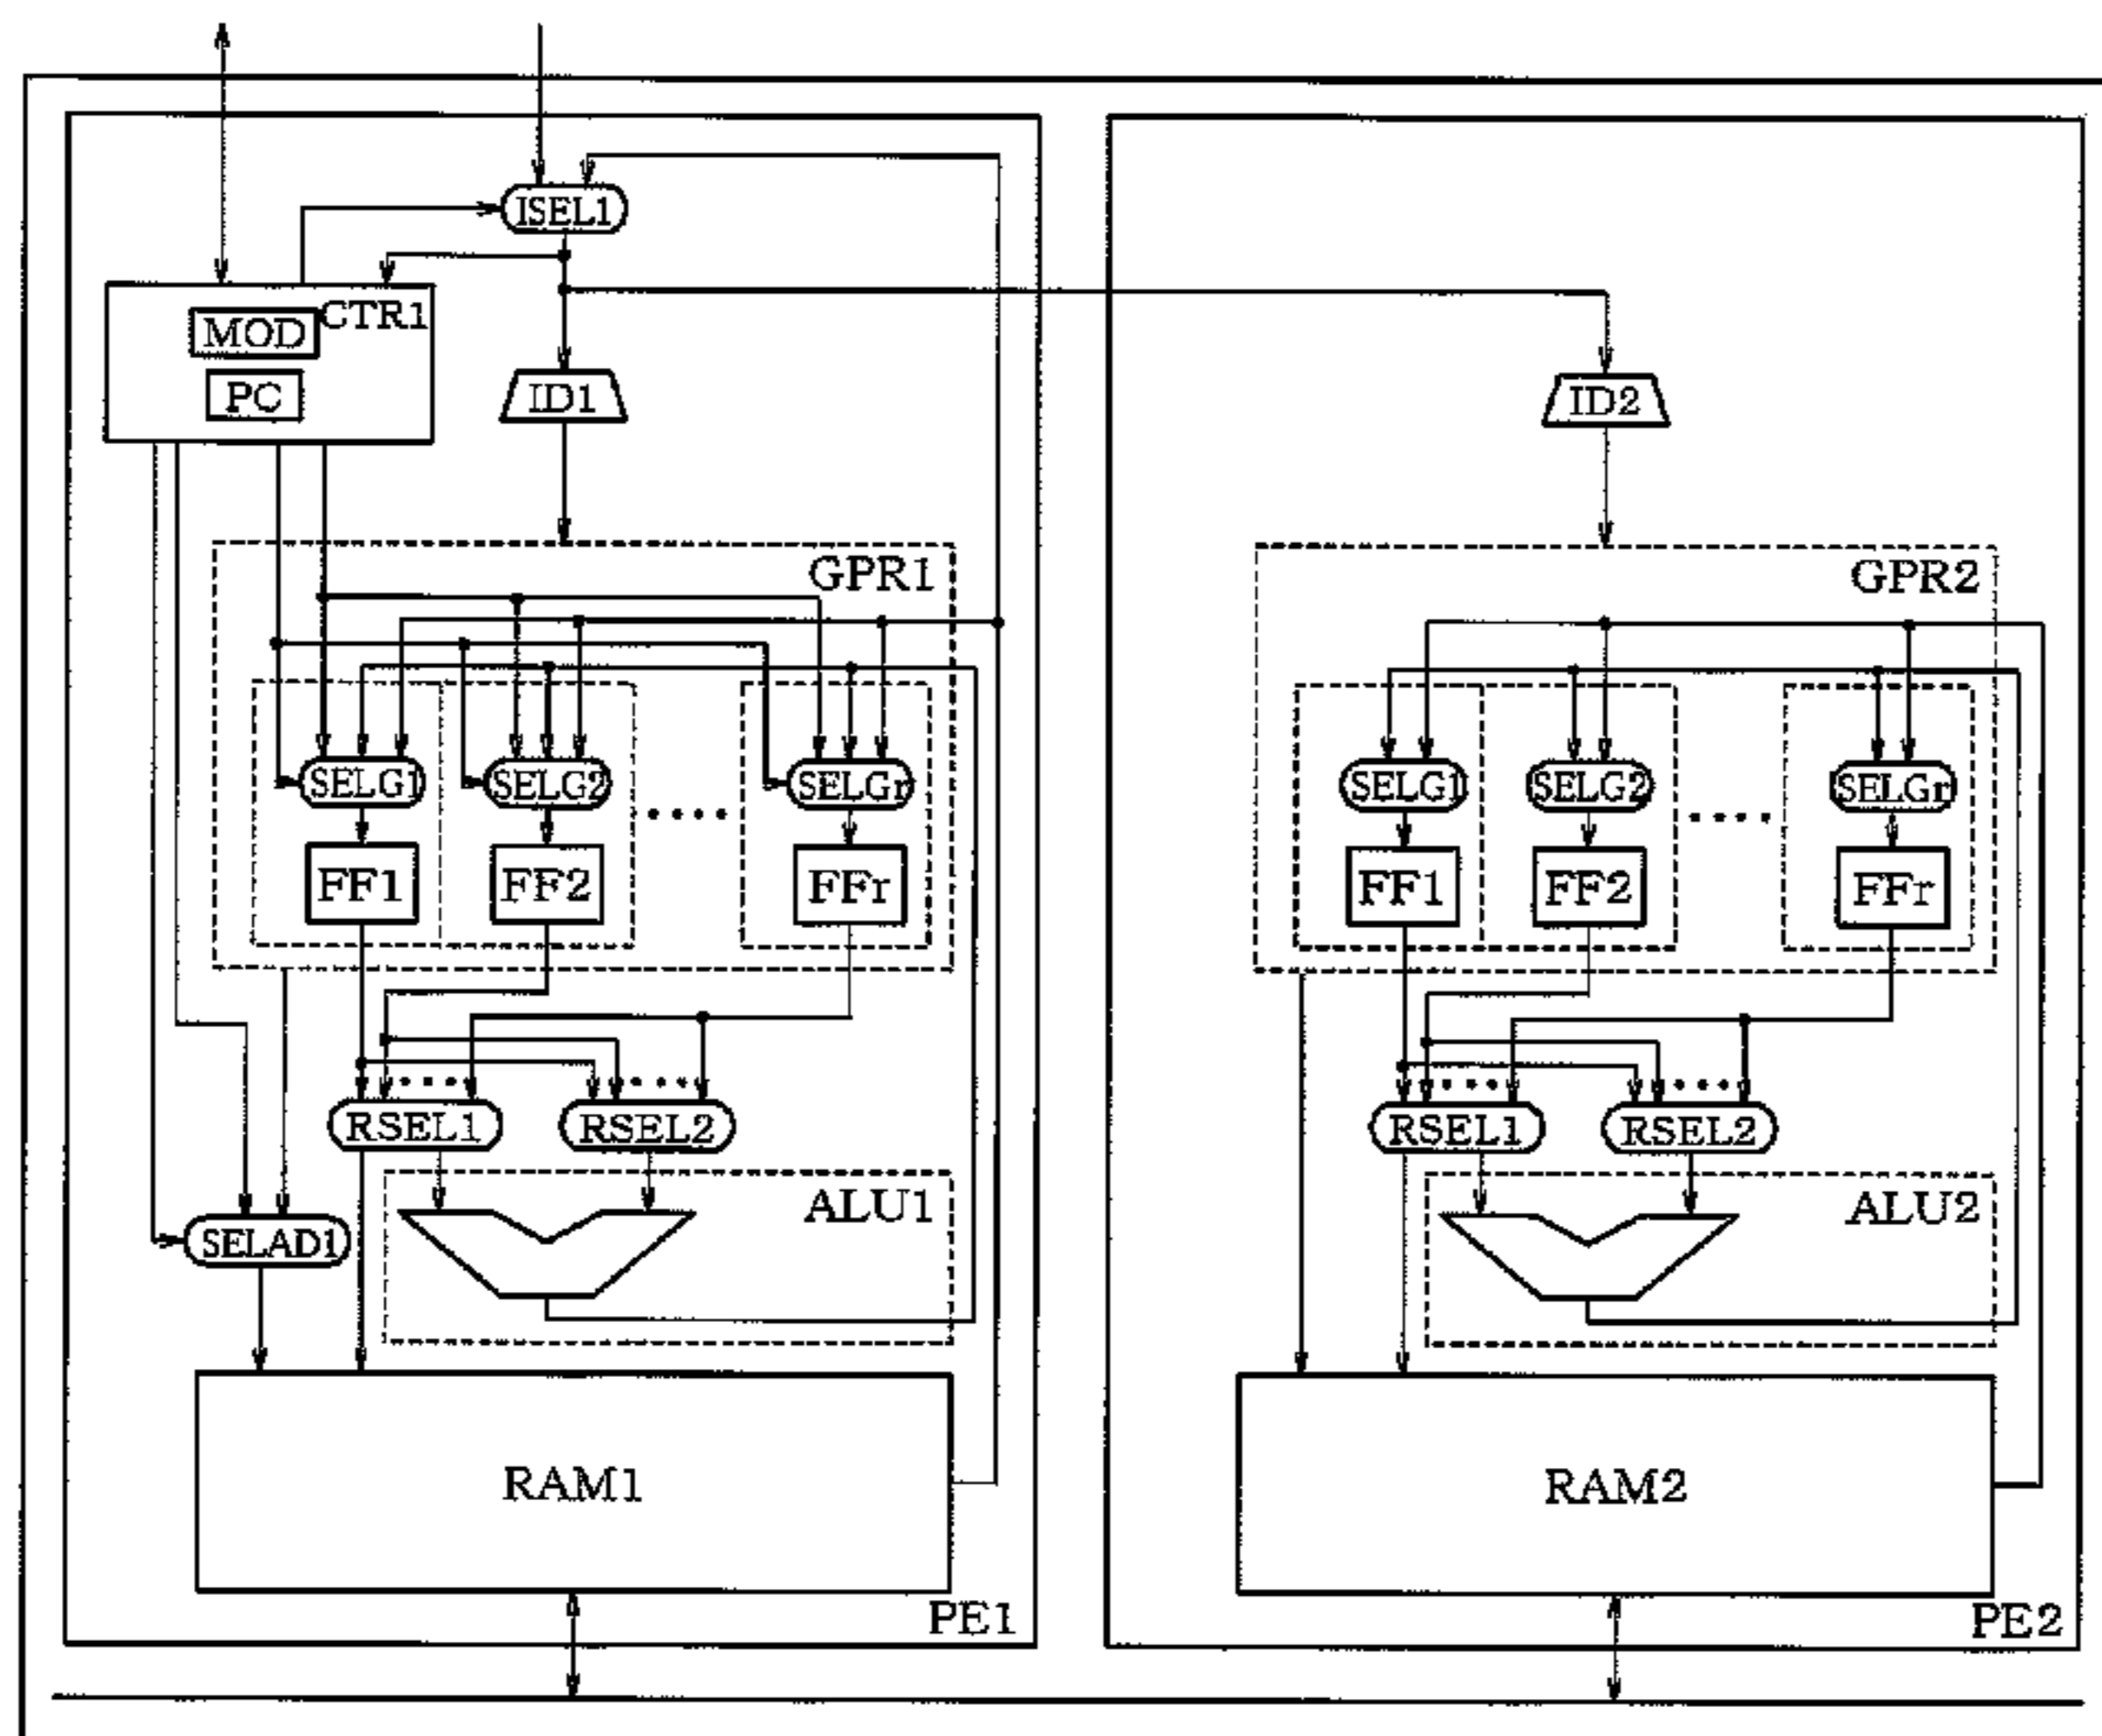 ISEL1
CTR1
MOD
PC
ID1
ID2
GPR1
GPR2
SELG1 SELG2 SELGr
SELG1 SELG2 SELGr
FF1 FF2 FFr
FF1 FF2 FFr
RSEL1 RSEL2
RSEL1 RSEL2
ALU1
ALU2
SELAD1
RAM1
RAM2
PE1
PE2